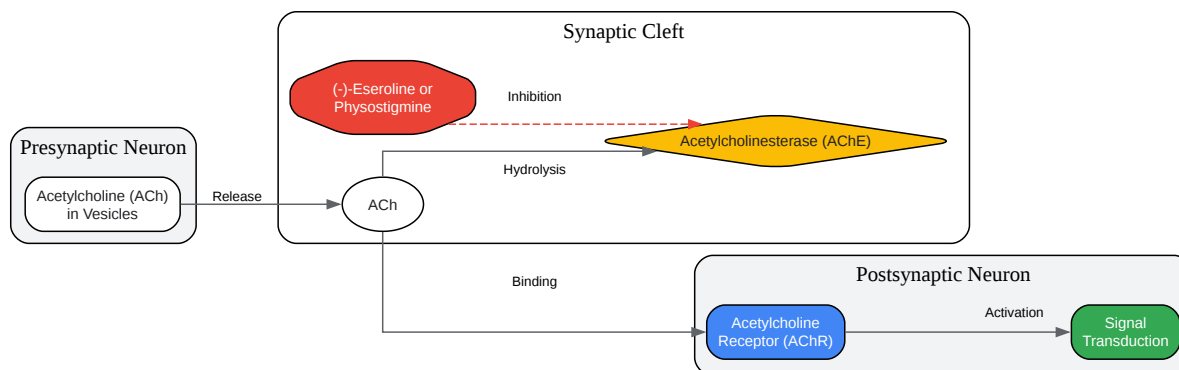 Synaptic Cleft
(-)-Eseroline or
Physostigmine
Inhibition
Acetylcholinesterase (AChE)
Presynaptic Neuron
Hydrolysis
Acetylcholine (ACh)
in Vesicles
Release
ACh
Postsynaptic Neuron
Binding
Acetylcholine
Receptor (AChR)
Activation
Signal
Transduction